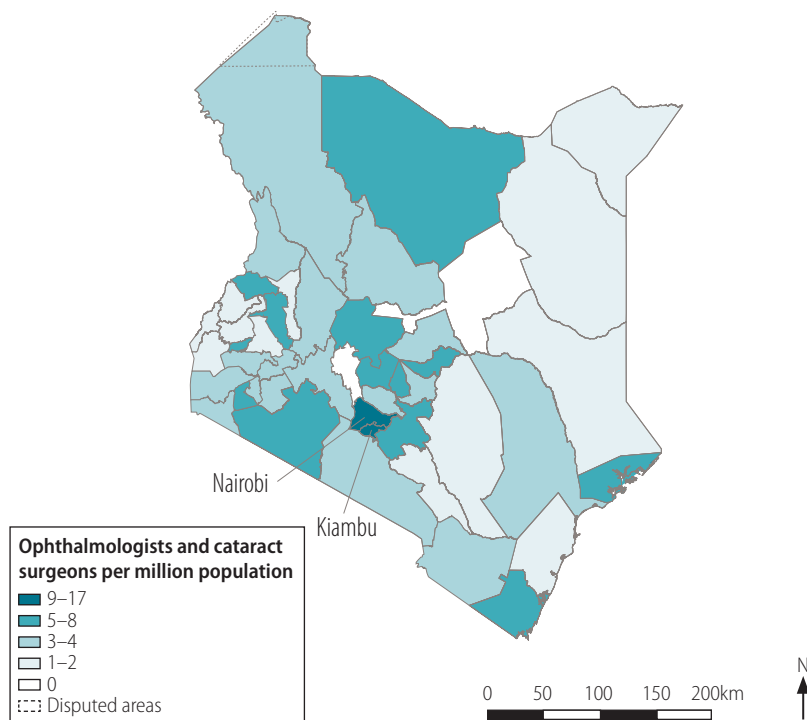 Nairobi
Kiambu
Ophthalmologists and cataract
surgeons per million population
9–17
5–8
3–4
1–2
0
Disputed areas
0 50 100 150 200km
N